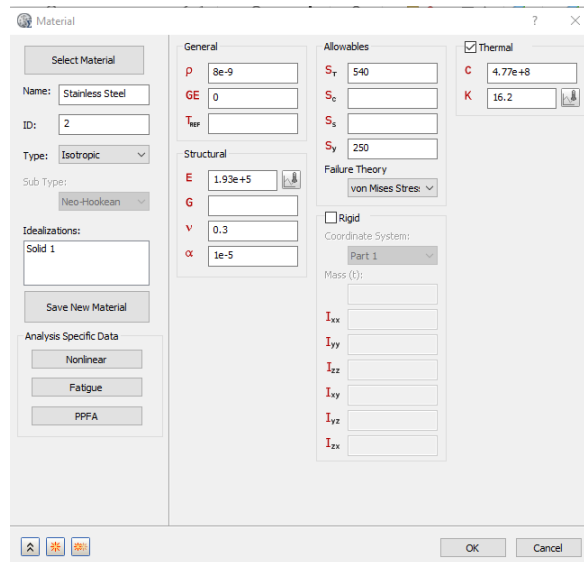 Material
? X
Select Material
Name: Stainless Steel
ID: 2
Type: Isotropic
Sub Type:
Neo-Hookean
Idealizations:
Solid 1
Save New Material
Analysis Specific Data
Nonlinear
Fatigue
PPFA
General
ρ 8e-9
GE 0
TREF
Structural
E 1.93e+5
G
ν 0.3
α 1e-5
Allowables
ST 540
Sc
Ss
Sy 250
Failure Theory
von Mises Stres
Rigid
Coordinate System:
Part 1
Mass (t):
Ixx
Iyy
Izz
Ixy
Iyz
Izx
Thermal
C 4.77e+8
K 16.2
OK
Cancel